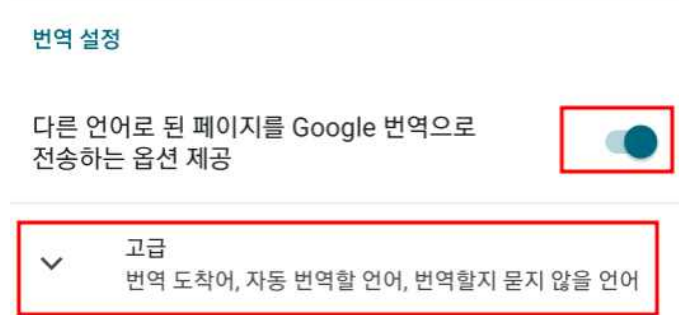 번역 설정
다른 언어로 된 페이지를 Google 번역으로
전송하는 옵션 제공
고급
번역 도착어, 자동 번역할 언어, 번역할지 묻지 않을 언어